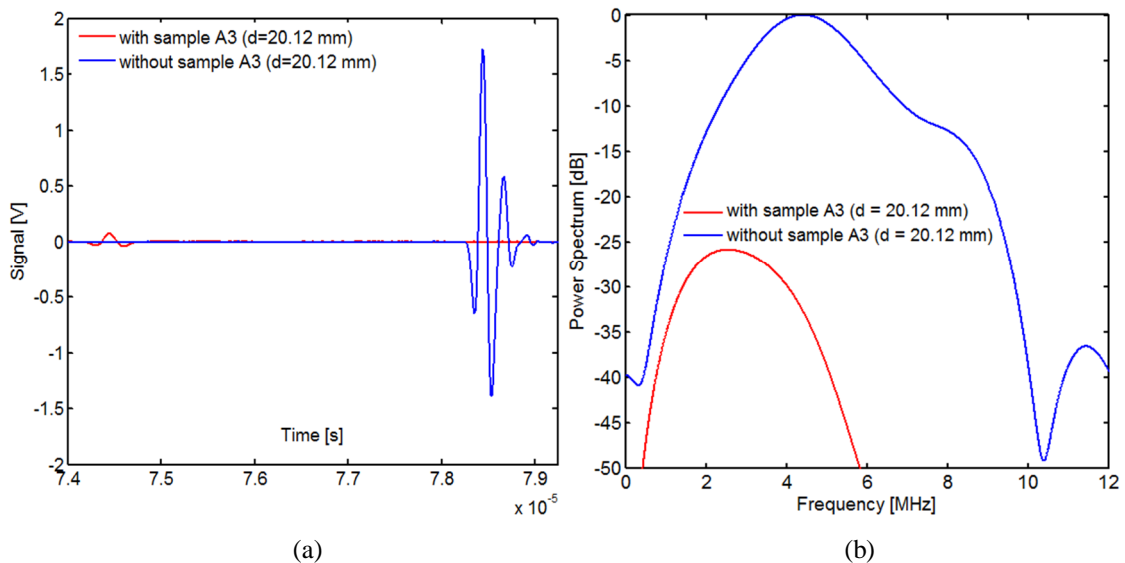 2
1.5
1
0.5
0
-0.5
-1
-1.5
-2
Signal [V]
with sample A3 (d=20.12 mm)
without sample A3 (d=20.12 mm)
Time [s]
7.4 7.5 7.6 7.7 7.8 7.9
x 10-5
(a)
0
-5
-10
-15
-20
-25
-30
-35
-40
-45
-50
Power Spectrum [dB]
with sample A3 (d = 20.12 mm)
without sample A3 (d = 20.12 mm)
0 2 4 6 8 10 12
Frequency [MHz]
(b)